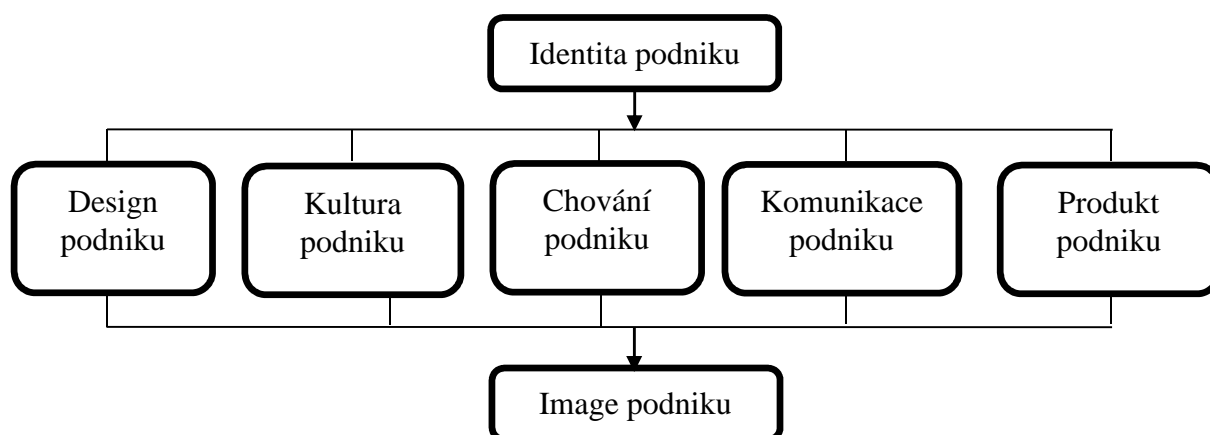 Identita podniku
Design
podniku
Kultura
podniku
Chování
podniku
Komunikace
podniku
Produkt
podniku
Image podniku